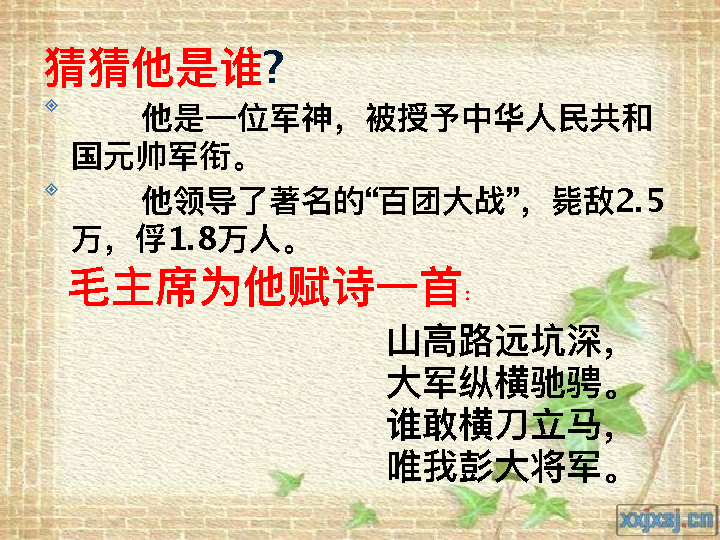 猜猜他是谁?
他是一位军神，被授予中华人民共和
国元帅军衔。
他领导了著名的“百团大战”，毙敌2.5
万，俘1.8万人。
毛主席为他赋诗一首：
山高路远坑深，
大军纵横驰骋。
谁敢横刀立马，
唯我彭大将军。
xxjxsj.cn